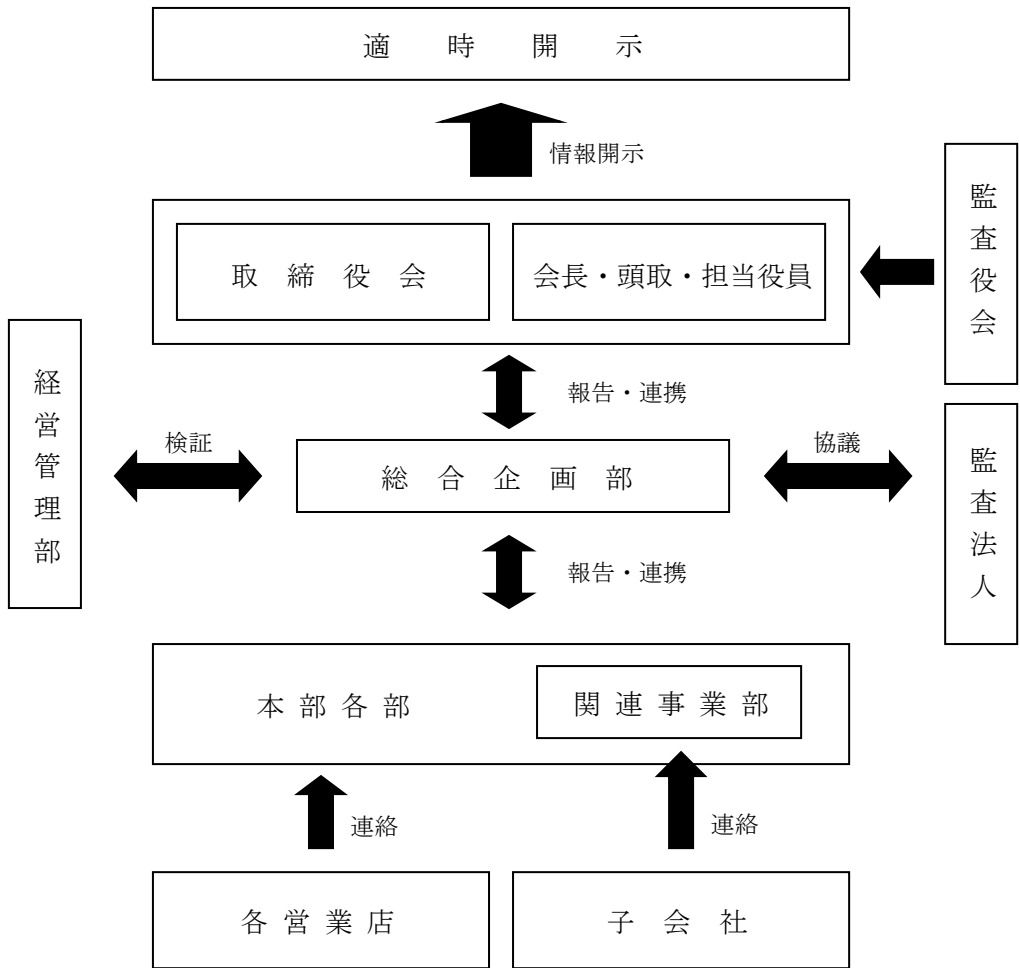 適時開示
情報開示
監査役会
取締役会
会長・頭取・担当役員
報告・連携
経営管理部
検証
総合企画部
協議
監査法人
報告・連携
本部各部
関連事業部
連絡
連絡
各営業店
子会社